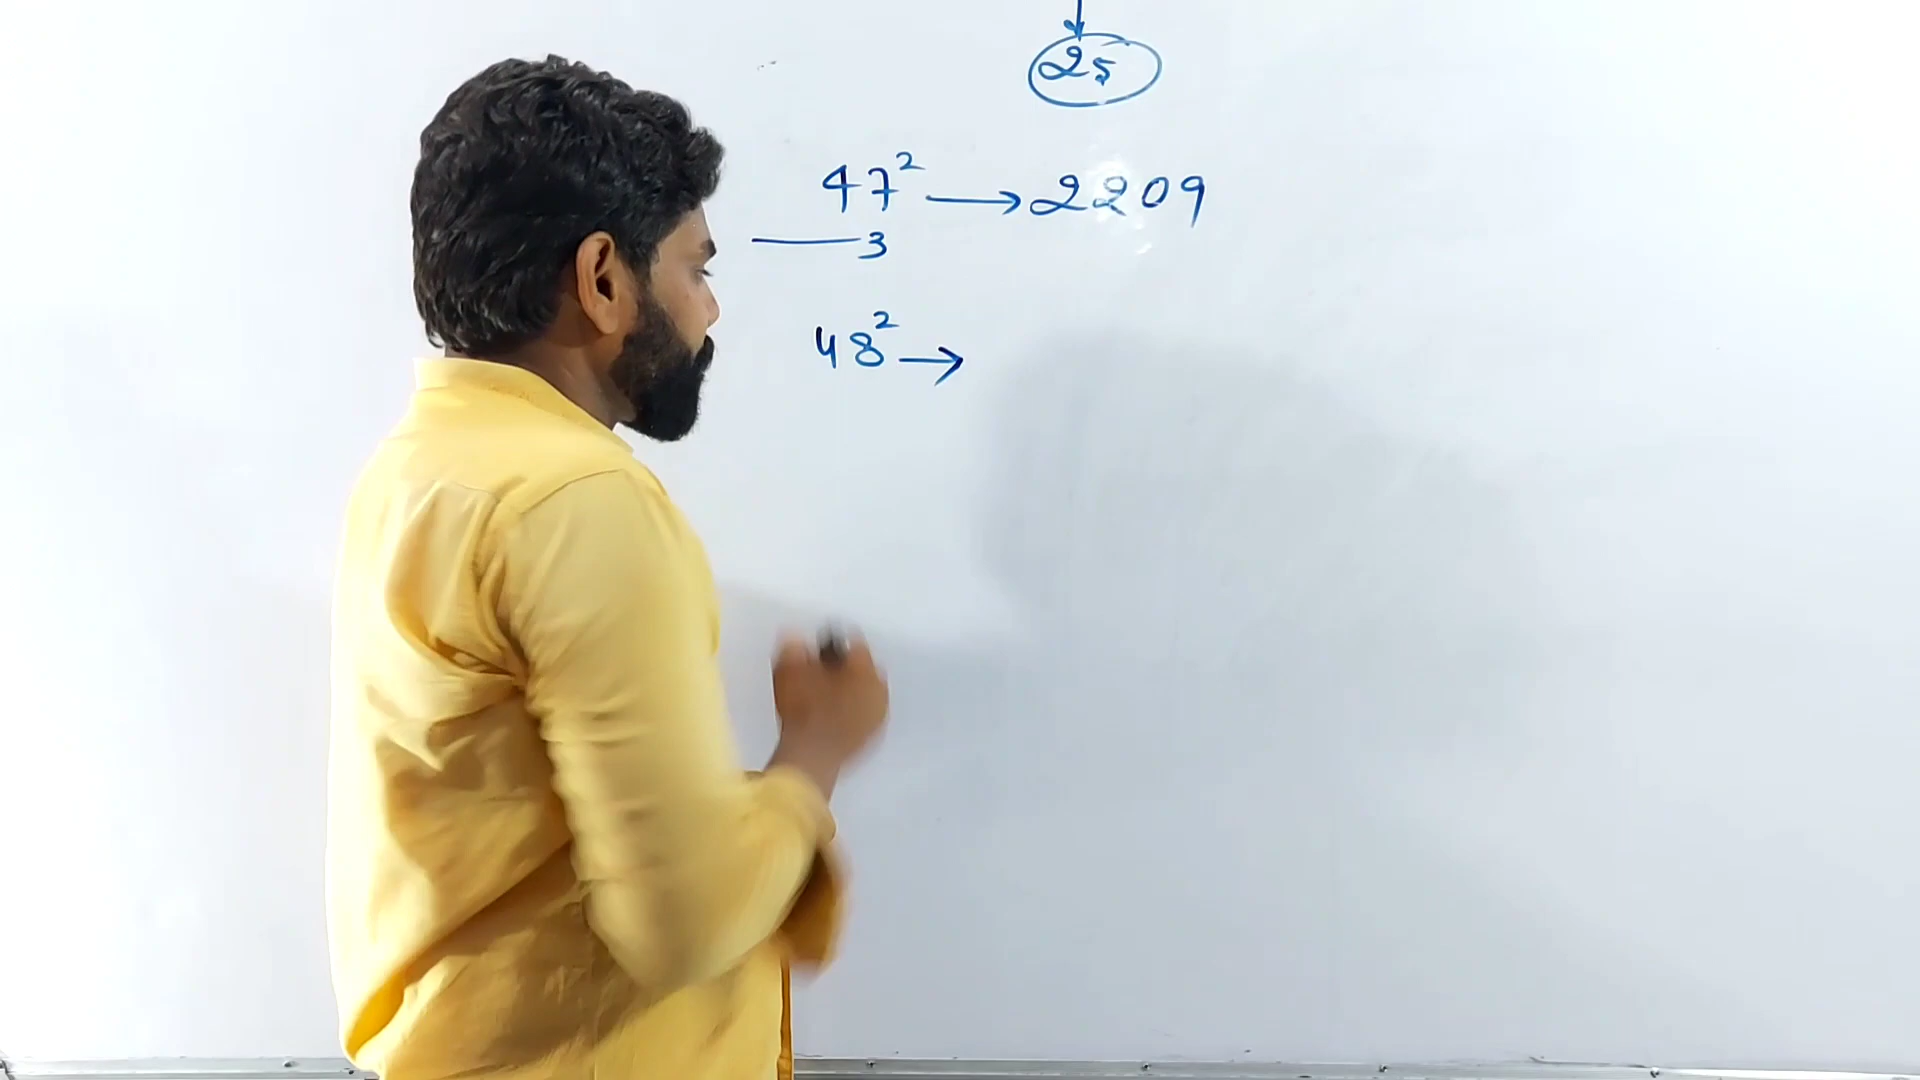 25
47² → 2209
— 3
48² →